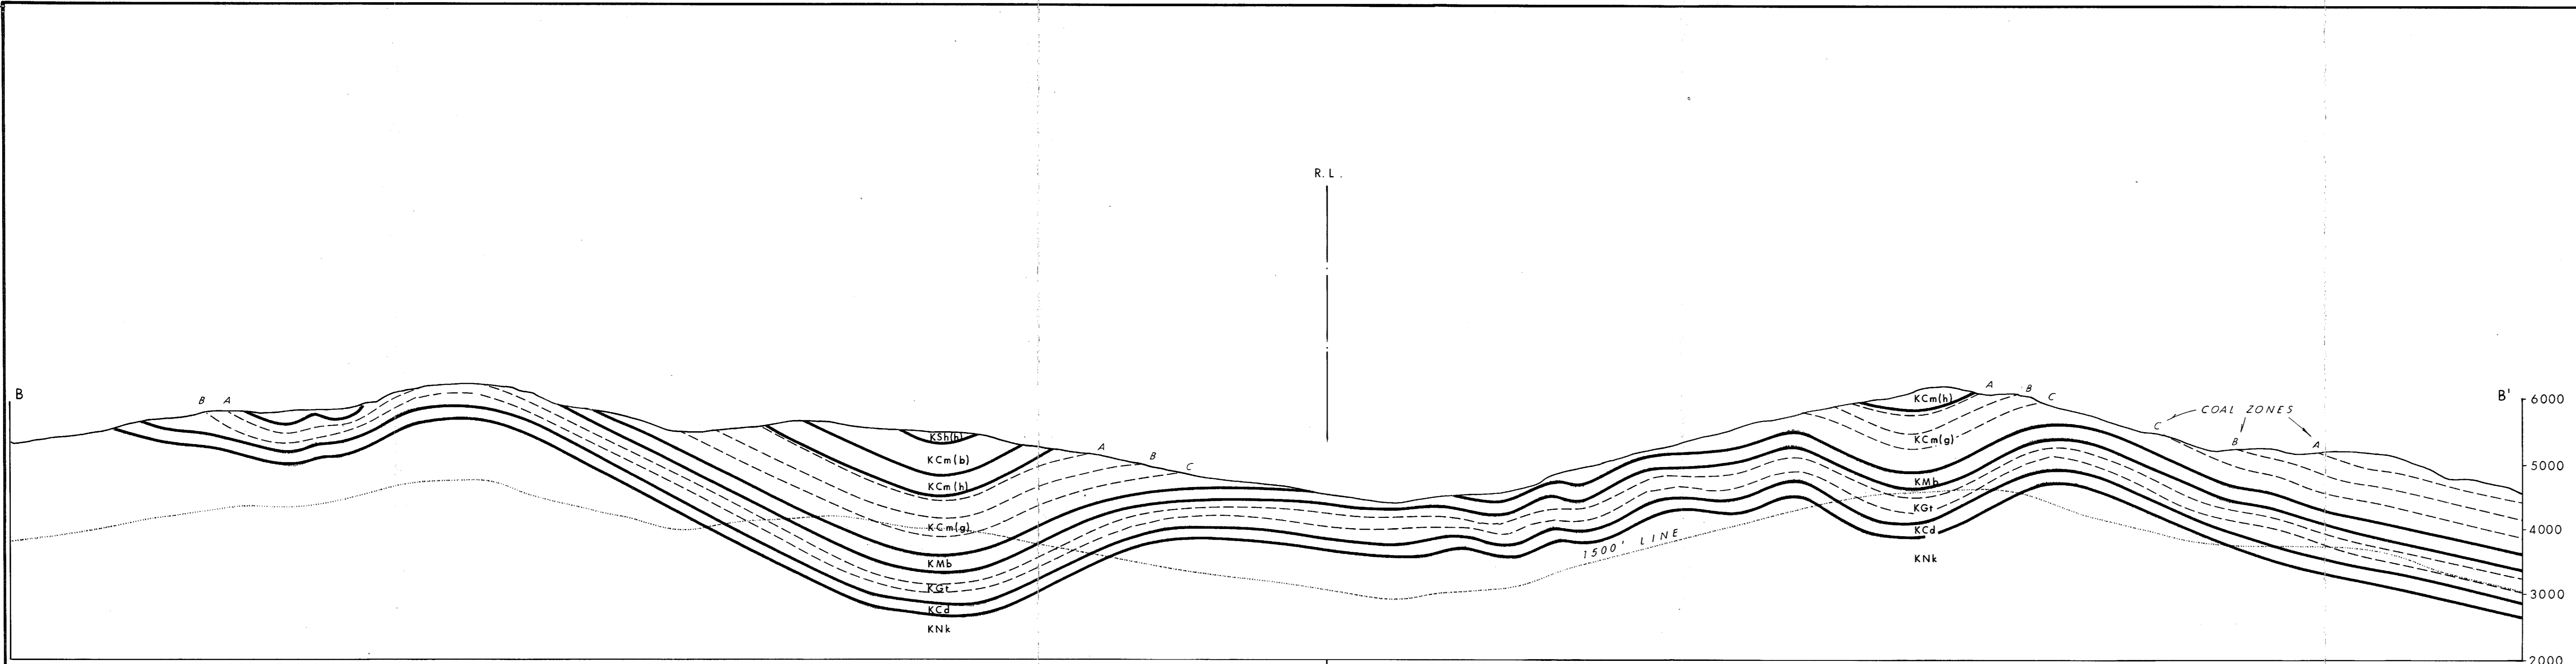 R.L.
B
B A
B'
6000
5000
4000
3000
2000
KSh(h)
KCm(b)
KCm(h)
KCm(g)
KMb
KGt
KCd
KNk
A
B
C
1500' LINE
KCm(h)
KCm(g)
KMb
KGt
KCd
KNk
A
B
C
COAL ZONES
C
B
A